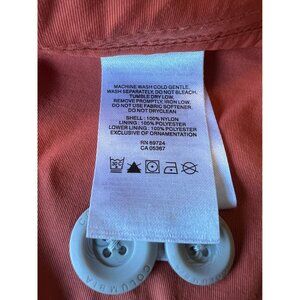 MACHINE WASH COLD GENTLE.
WASH SEPARATELY, DO NOT BLEACH,
TUMBLE DRY LOW,
REMOVE PROMPTLY, IRON LOW,
DO NOT USE FABRIC SOFTENER,
DO NOT DRYCLEAN
SHELL : 100% NYLON
LINING : 100% POLYESTER
LOWER LINING : 100% POLYESTER
EXCLUSIVE OF ORNAMENTATION
RN 69724
CA 05367
COLUMBIA
COLUMBIA